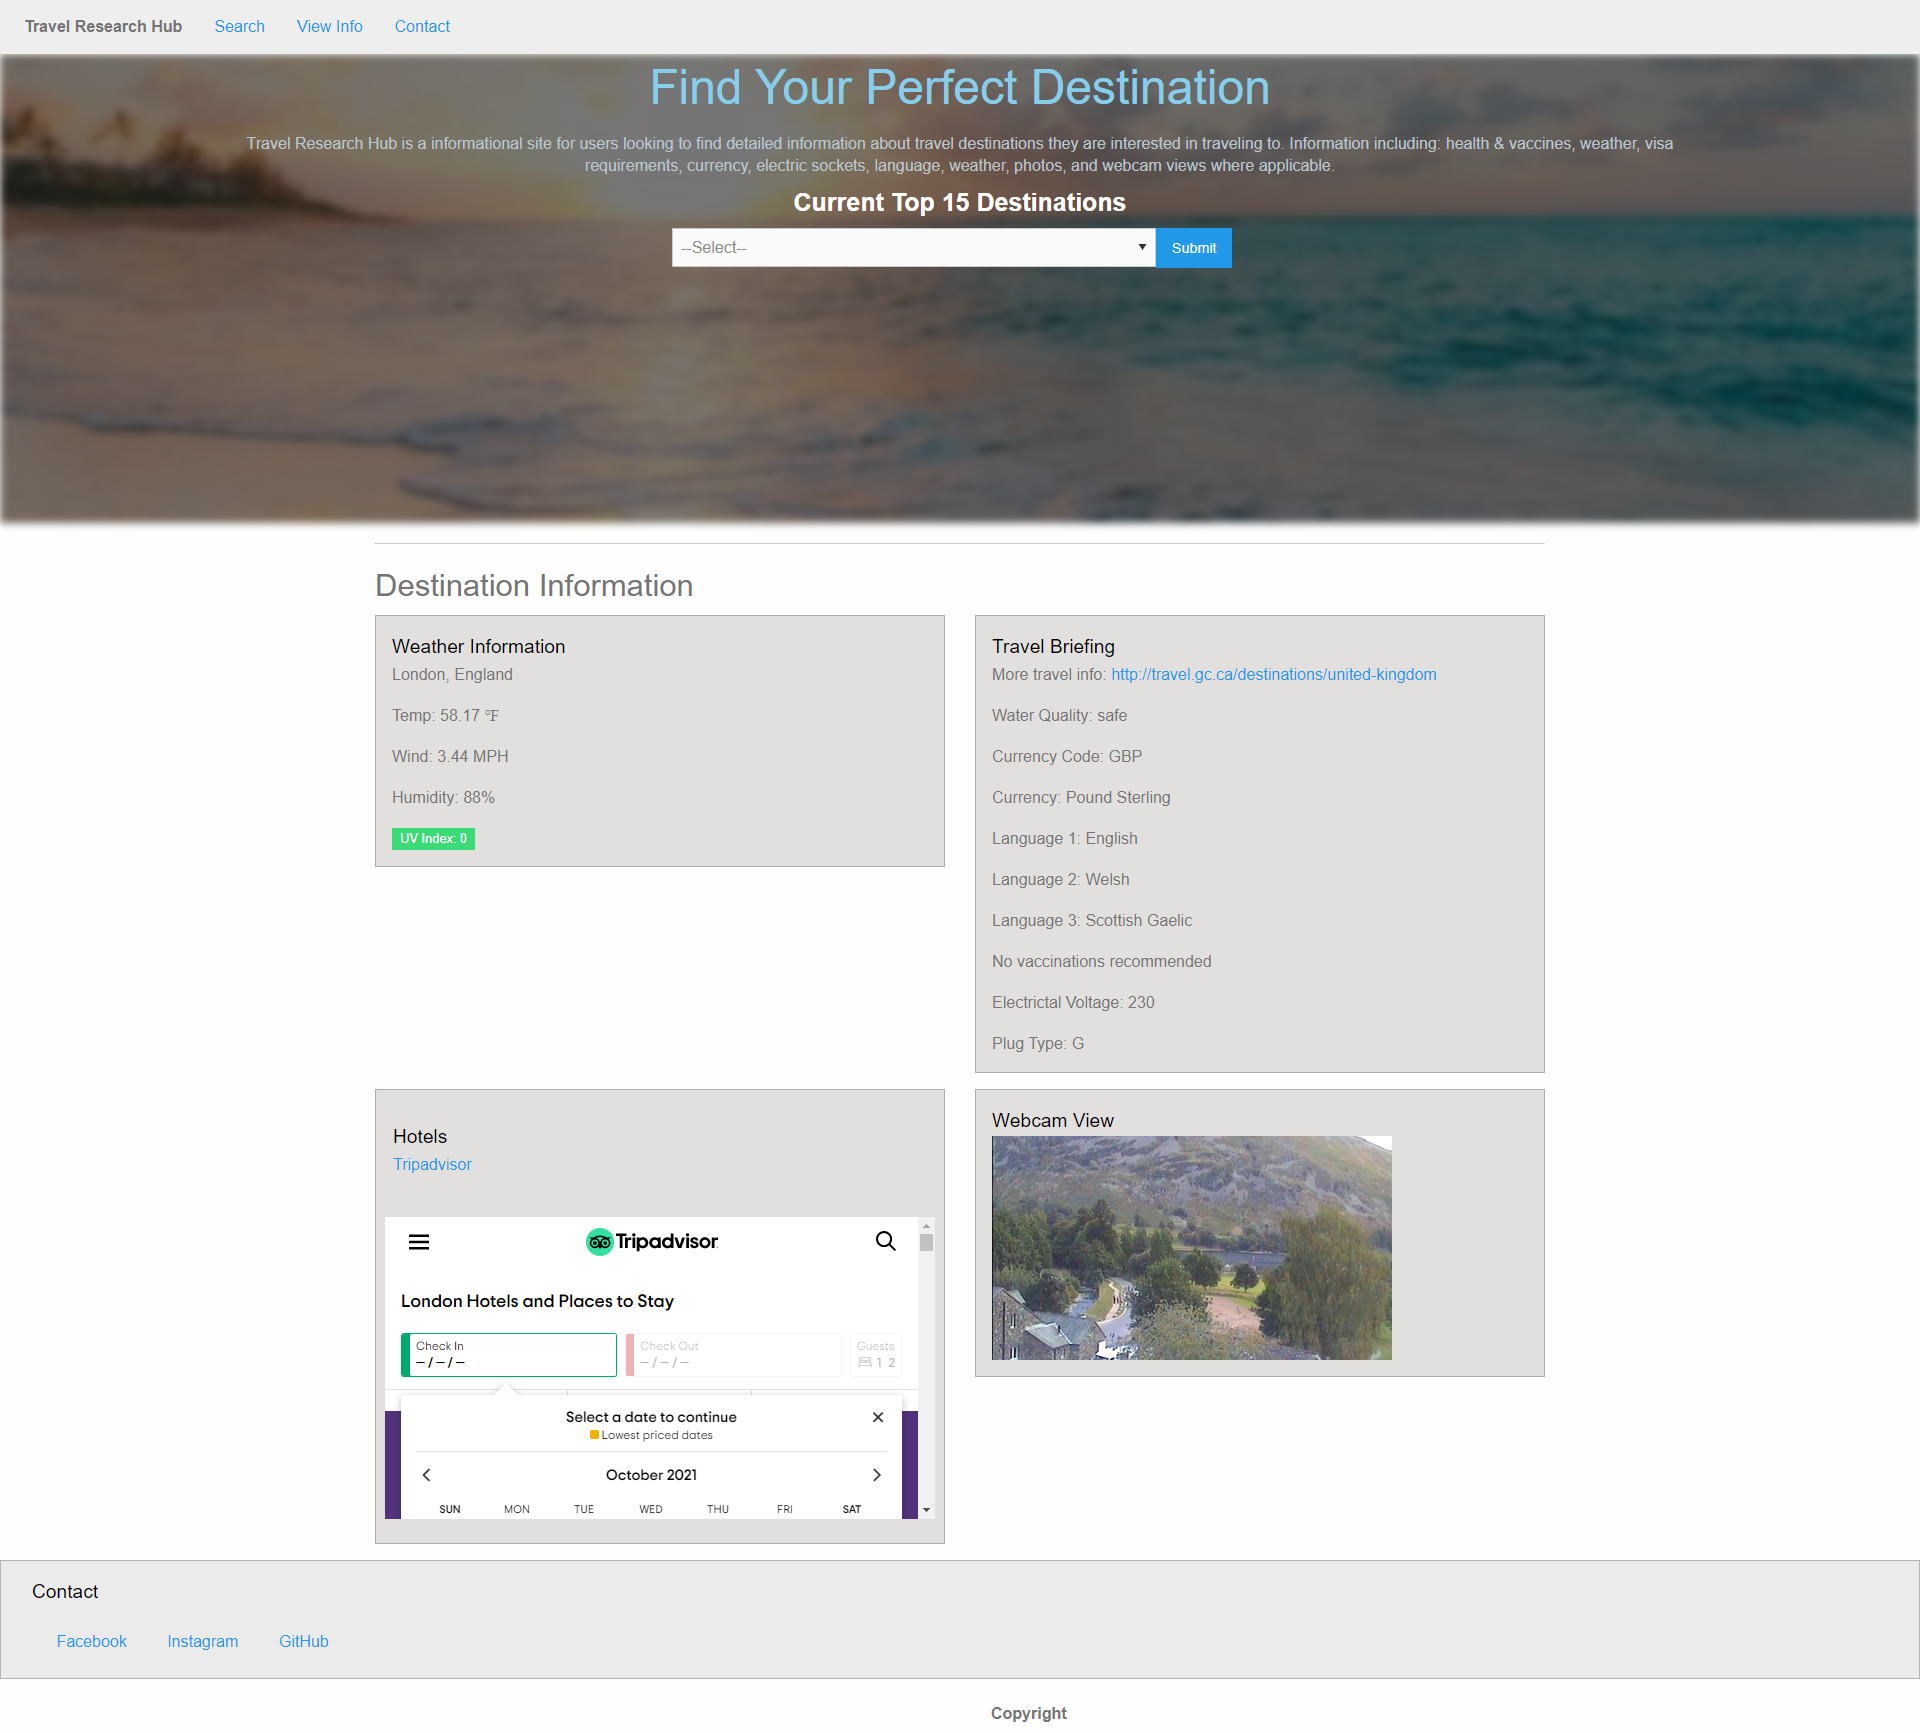 Travel Research Hub Search View Info Contact
Find Your Perfect Destination
Travel Research Hub is a informational site for users looking to find detailed information about travel destinations they are interested in traveling to. Information including: health & vaccines, weather, visa
requirements, currency, electric sockets, language, weather, photos, and webcam views where applicable.
Current Top 15 Destinations
--Select-- Submit
Destination Information
Weather Information
London, England
Temp: 58.17 °F
Wind: 3.44 MPH
Humidity: 88%
UV Index: 0
Travel Briefing
More travel info: http://travel.gc.ca/destinations/united-kingdom
Water Quality: safe
Currency Code: GBP
Currency: Pound Sterling
Language 1: English
Language 2: Welsh
Language 3: Scottish Gaelic
No vaccinations recommended
Electrictal Voltage: 230
Plug Type: G
Hotels
Tripadvisor
Tripadvisor
London Hotels and Places to Stay
Check In
– / – / –
Check Out
– / – / –
Guests
1 2
Select a date to continue
Lowest priced dates
October 2021
SUN MON TUE WED THU FRI SAT
Webcam View
Contact
Facebook Instagram GitHub
Copyright